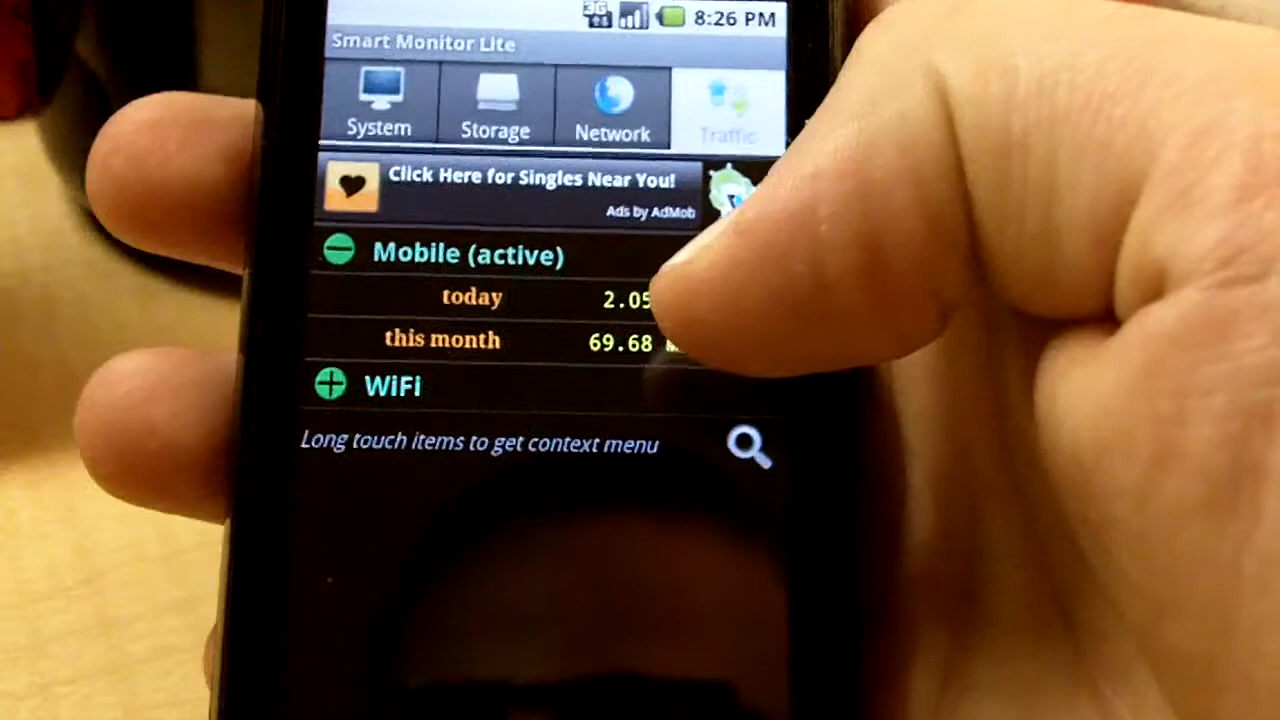 3G 8:26 PM
Smart Monitor Lite
System Storage Network Traffic
Click Here for Singles Near You!
Ads by AdMob
Mobile (active)
today 2.05
this month 69.68
WiFi
Long touch items to get context menu